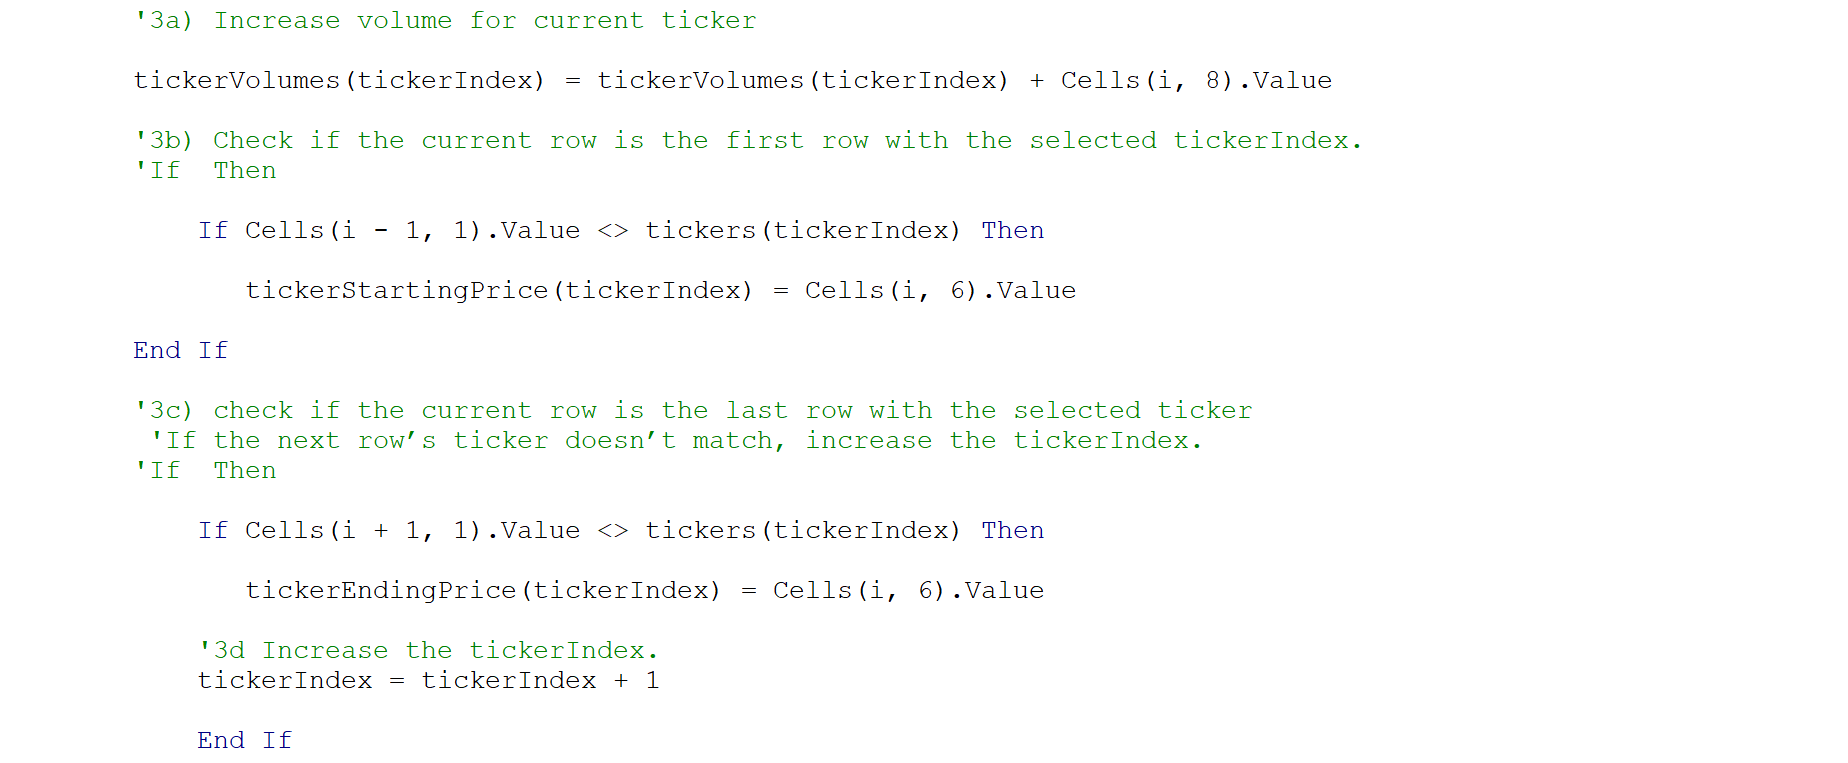 '3a) Increase volume for current ticker
tickerVolumes(tickerIndex) = tickerVolumes(tickerIndex) + Cells(i, 8).Value
'3b) Check if the current row is the first row with the selected tickerIndex.
'If  Then
If Cells(i - 1, 1).Value <> tickers(tickerIndex) Then
tickerStartingPrice(tickerIndex) = Cells(i, 6).Value
End If
'3c) check if the current row is the last row with the selected ticker
'If the next row’s ticker doesn’t match, increase the tickerIndex.
'If  Then
If Cells(i + 1, 1).Value <> tickers(tickerIndex) Then
tickerEndingPrice(tickerIndex) = Cells(i, 6).Value
'3d Increase the tickerIndex.
tickerIndex = tickerIndex + 1
End If